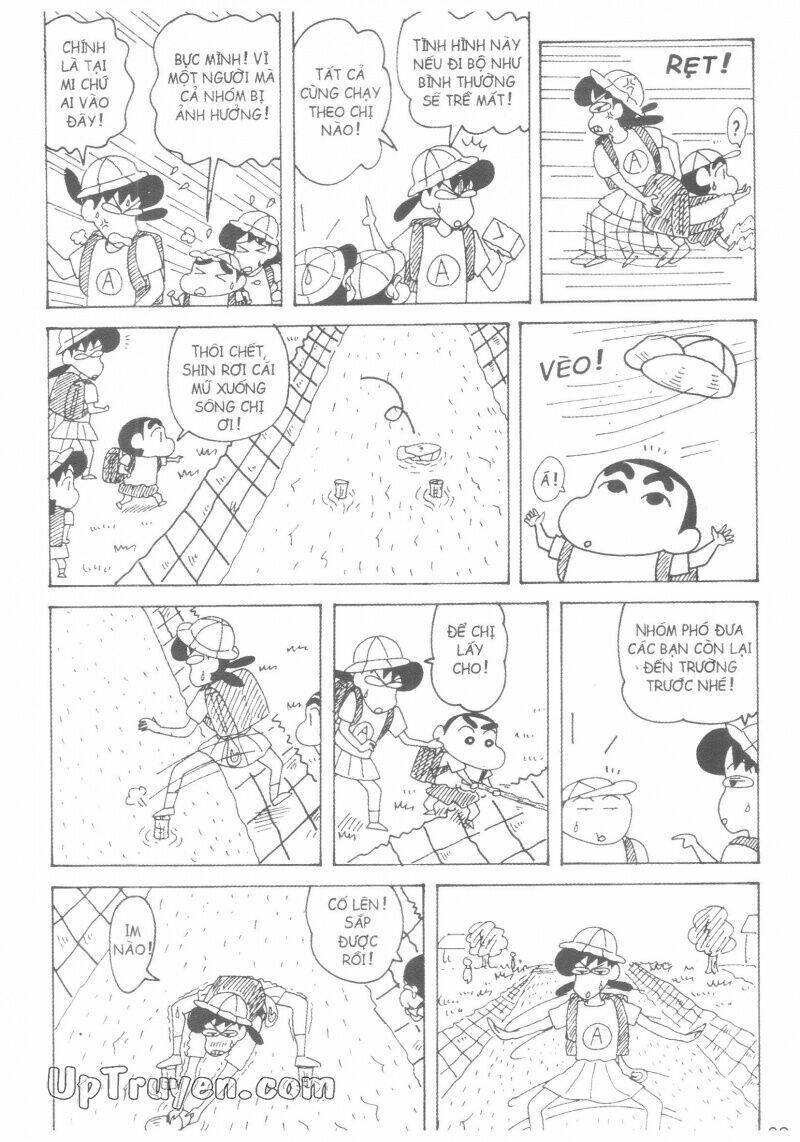 RẸT!
?
TÌNH HÌNH NÀY
NẾU ĐI BỘ NHƯ
BÌNH THƯỜNG
SẼ TRỄ MẤT!
TẤT CẢ
CÙNG CHẠY
THEO CHỊ
NÀO!
A
A
BỰC MÌNH! VÌ
MỘT NGƯỜI MÀ
CẢ NHÓM BỊ
ẢNH HƯỞNG!
CHÍNH
LÀ TẠI
MI CHỨ
AI VÀO
ĐÂY!
A
VÈO!
Á!
THÔI CHẾT,
SHIN RƠI CÁI
MŨ XUỐNG
SÔNG CHỊ
ƠI!
NHÓM PHÓ ĐƯA
CÁC BẠN CÒN LẠI
ĐẾN TRƯỜNG
TRƯỚC NHÉ!
ĐỂ CHỊ
LẤY
CHO!
A
A
CỐ LÊN!
SẮP
ĐƯỢC
RỒI!
IM
NÀO!
UpTruyen.com